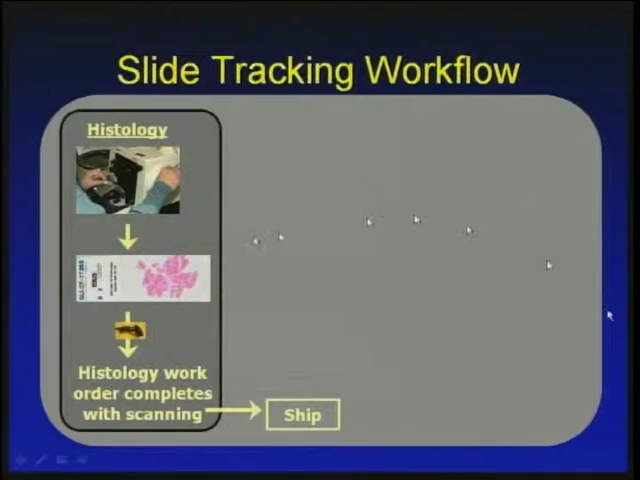 Slide Tracking Workflow
Histology
Histology work
order completes
with scanning
Ship